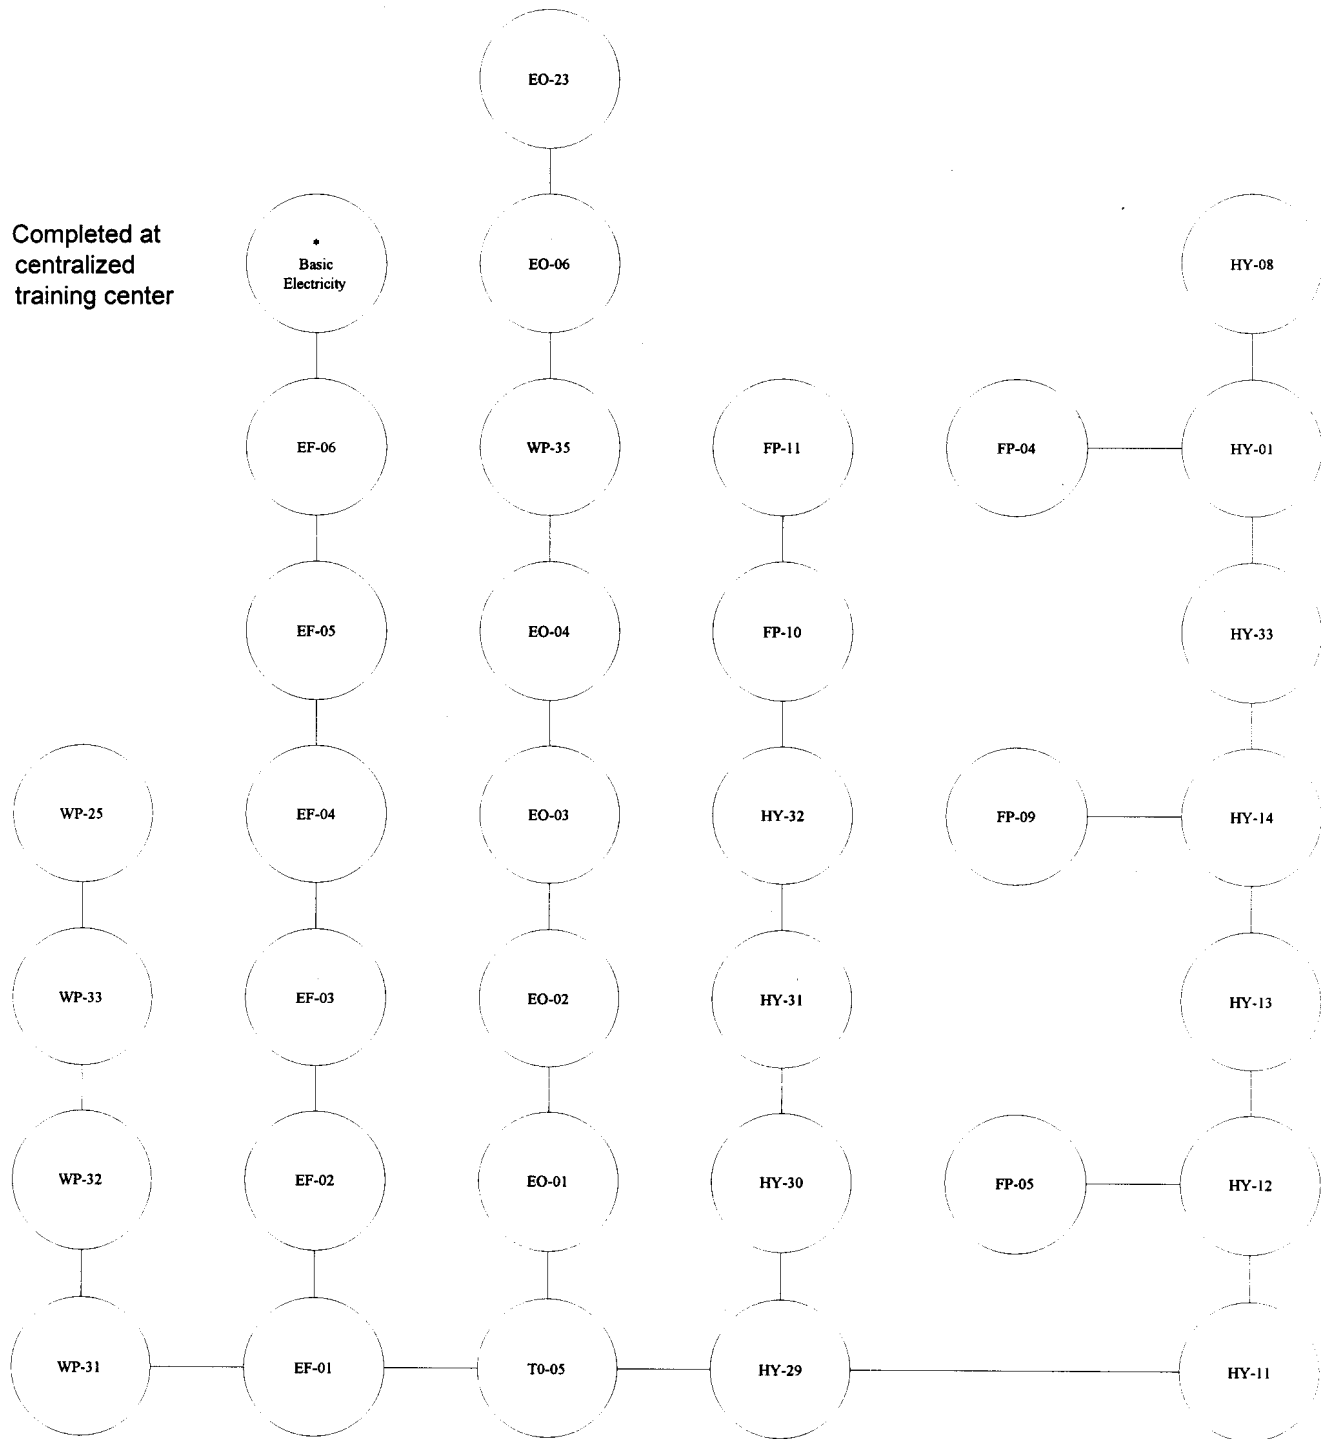 EO-23
Completed at
centralized
training center
*
Basic
Electricity
EO-06
HY-08
EF-06
WP-35
FP-11
FP-04
HY-01
EF-05
EO-04
FP-10
HY-33
WP-25
EF-04
EO-03
HY-32
FP-09
HY-14
WP-33
EF-03
EO-02
HY-31
HY-13
WP-32
EF-02
EO-01
HY-30
FP-05
HY-12
WP-31
EF-01
T0-05
HY-29
HY-11